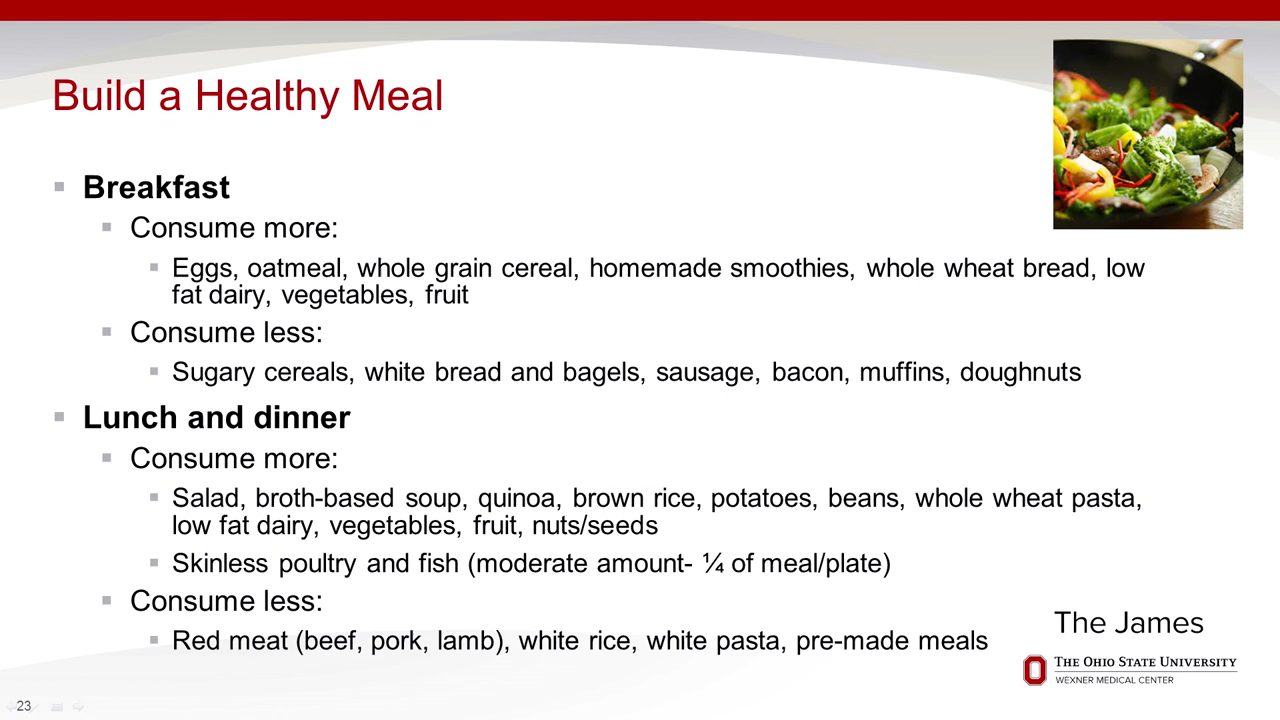 Build a Healthy Meal
Breakfast
Consume more:
Eggs, oatmeal, whole grain cereal, homemade smoothies, whole wheat bread, low
fat dairy, vegetables, fruit
Consume less:
Sugary cereals, white bread and bagels, sausage, bacon, muffins, doughnuts
Lunch and dinner
Consume more:
Salad, broth-based soup, quinoa, brown rice, potatoes, beans, whole wheat pasta,
low fat dairy, vegetables, fruit, nuts/seeds
Skinless poultry and fish (moderate amount- ¼ of meal/plate)
Consume less:
Red meat (beef, pork, lamb), white rice, white pasta, pre-made meals
The James
THE OHIO STATE UNIVERSITY
WEXNER MEDICAL CENTER
23